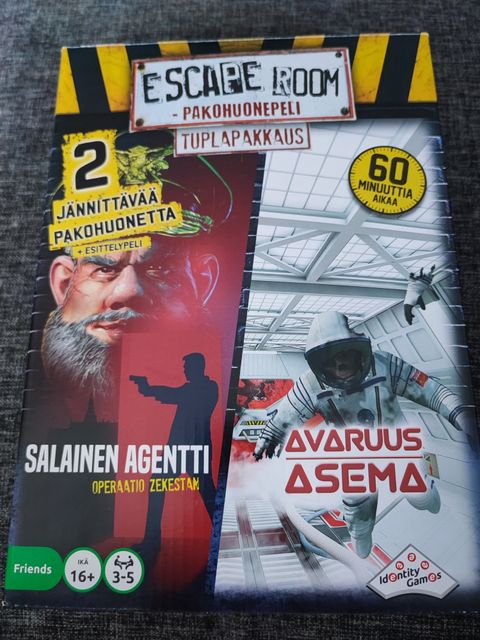 ESCAPE ROOM
- PAKOHUONEPELI
TUPLAPAKKAUS
2
JÄNNITTÄVÄÄ
PAKOHUONETTA
+ ESITTELYPELI
60
MINUUTTIA
AIKAA
SALAINEN AGENTTI
OPERAATIO ZEKESTAN
AVARUUS
ASEMA
Friends
IKÄ
16+
3-5
Identity
Games